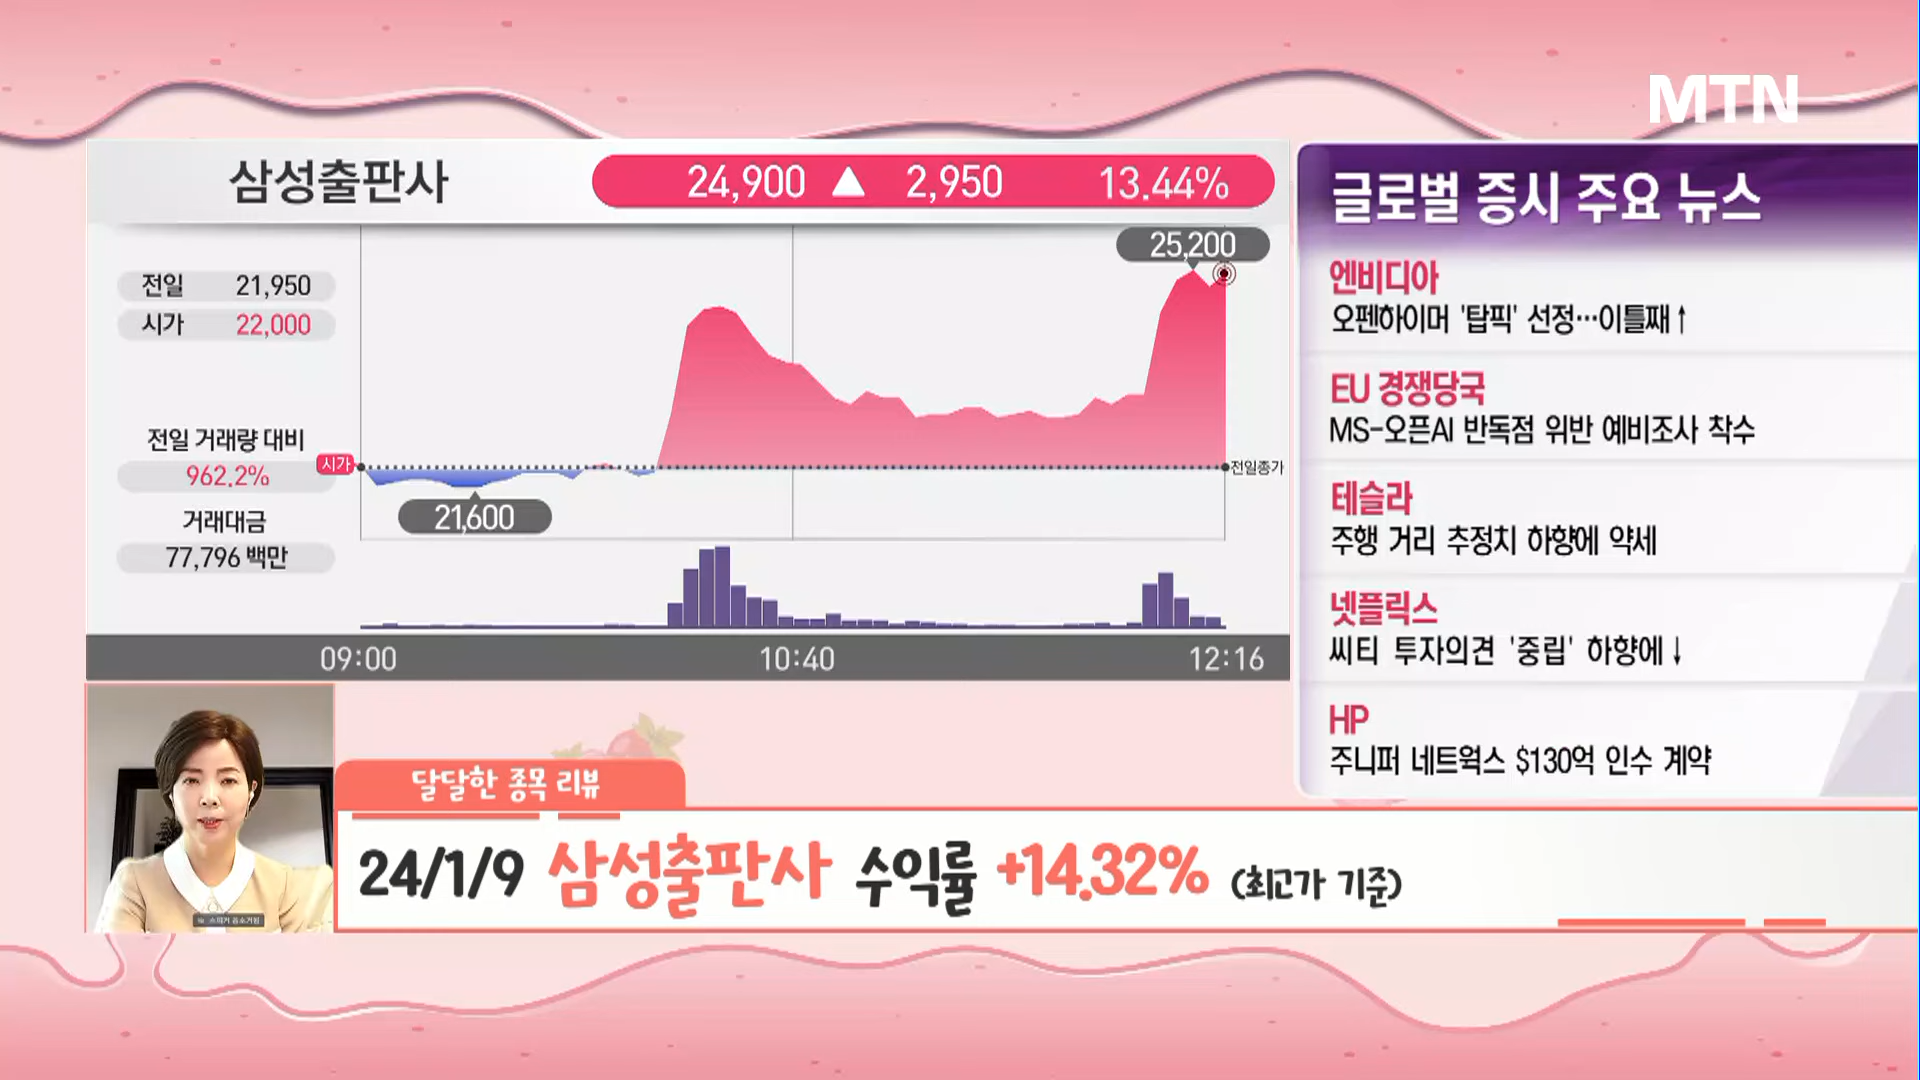 MTN
삼성출판사 24,900 ▲ 2,950 13.44%
전일 21,950
시가 22,000
전일 거래량 대비
962.2%
거래대금
77,796 백만
25,200
시가
전일종가
21,600
09:00 10:40 12:16
글로벌 증시 주요 뉴스
엔비디아
오펜하이머 '탑픽' 선정…이틀째↑
EU 경쟁당국
MS-오픈AI 반독점 위반 예비조사 착수
테슬라
주행 거리 추정치 하향에 약세
넷플릭스
씨티 투자의견 '중립' 하향에↓
HP
주니퍼 네트웍스 $130억 인수 계약
달달한 종목 리뷰
24/1/9 삼성출판사 수익률 +14.32% (최고가 기준)